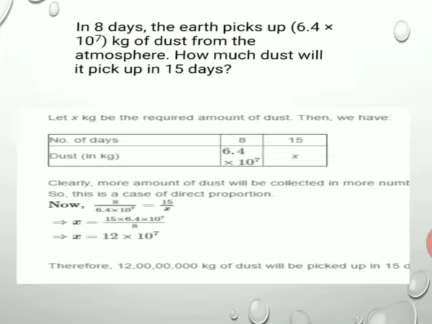 In 8 days, the earth picks up (6.4 ×
10⁷) kg of dust from the
atmosphere. How much dust will
it pick up in 15 days?
Let x kg be the required amount of dust. Then, we have:
No. of days 8 15
Dust (in kg) 6.4 × 10⁷ x
Clearly, more amount of dust will be collected in more
So, this is a case of direct proportion.
Now, 8/6.4×10⁷ = 15/x
⇒ x = 15×6.4×10⁷/8
⇒ x = 12 × 10⁷
Therefore, 12,00,00,000 kg of dust will be picked up in 15